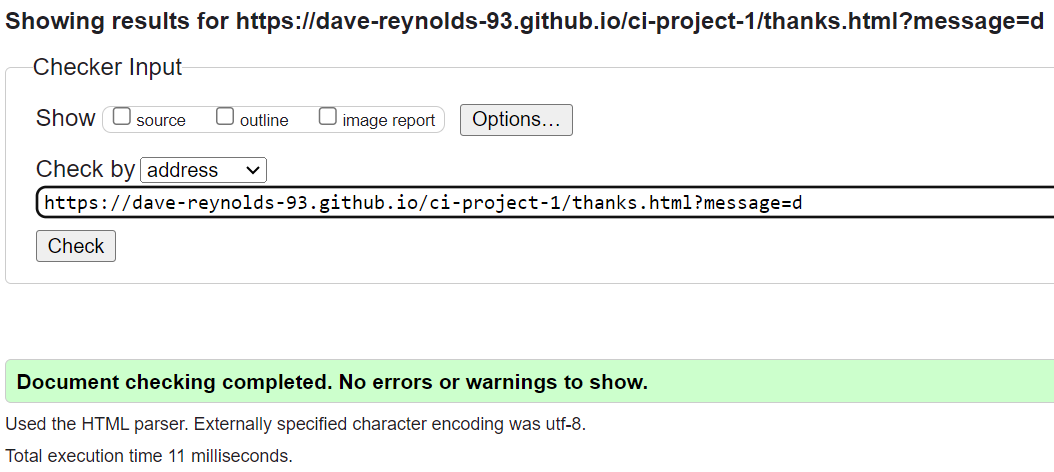 Showing results for https://dave-reynolds-93.github.io/ci-project-1/thanks.html?message=d
Checker Input
Show source outline image report Options...
Check by address
https://dave-reynolds-93.github.io/ci-project-1/thanks.html?message=d
Check
Document checking completed. No errors or warnings to show.
Used the HTML parser. Externally specified character encoding was utf-8.
Total execution time 11 milliseconds.